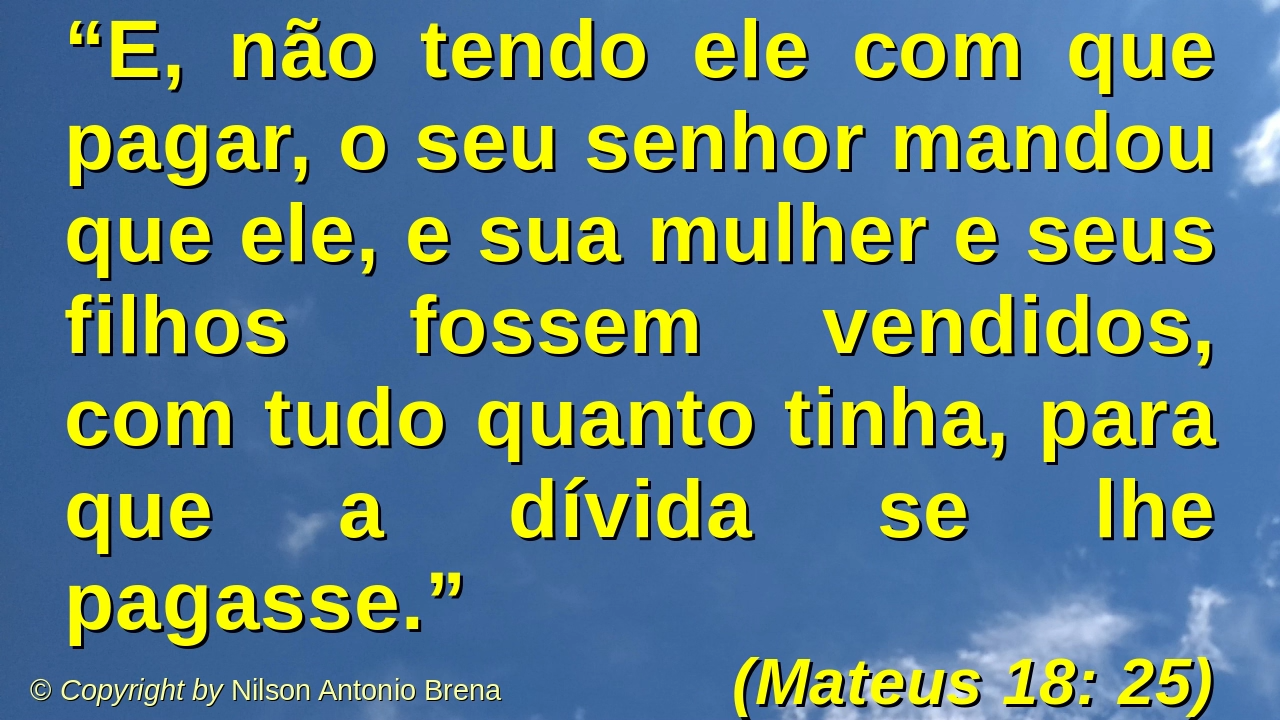 “E, não tendo ele com que
pagar, o seu senhor mandou
que ele, e sua mulher e seus
filhos fossem vendidos,
com tudo quanto tinha, para
que a dívida se lhe
pagasse.”
(Mateus 18: 25)
© Copyright by Nilson Antonio Brena